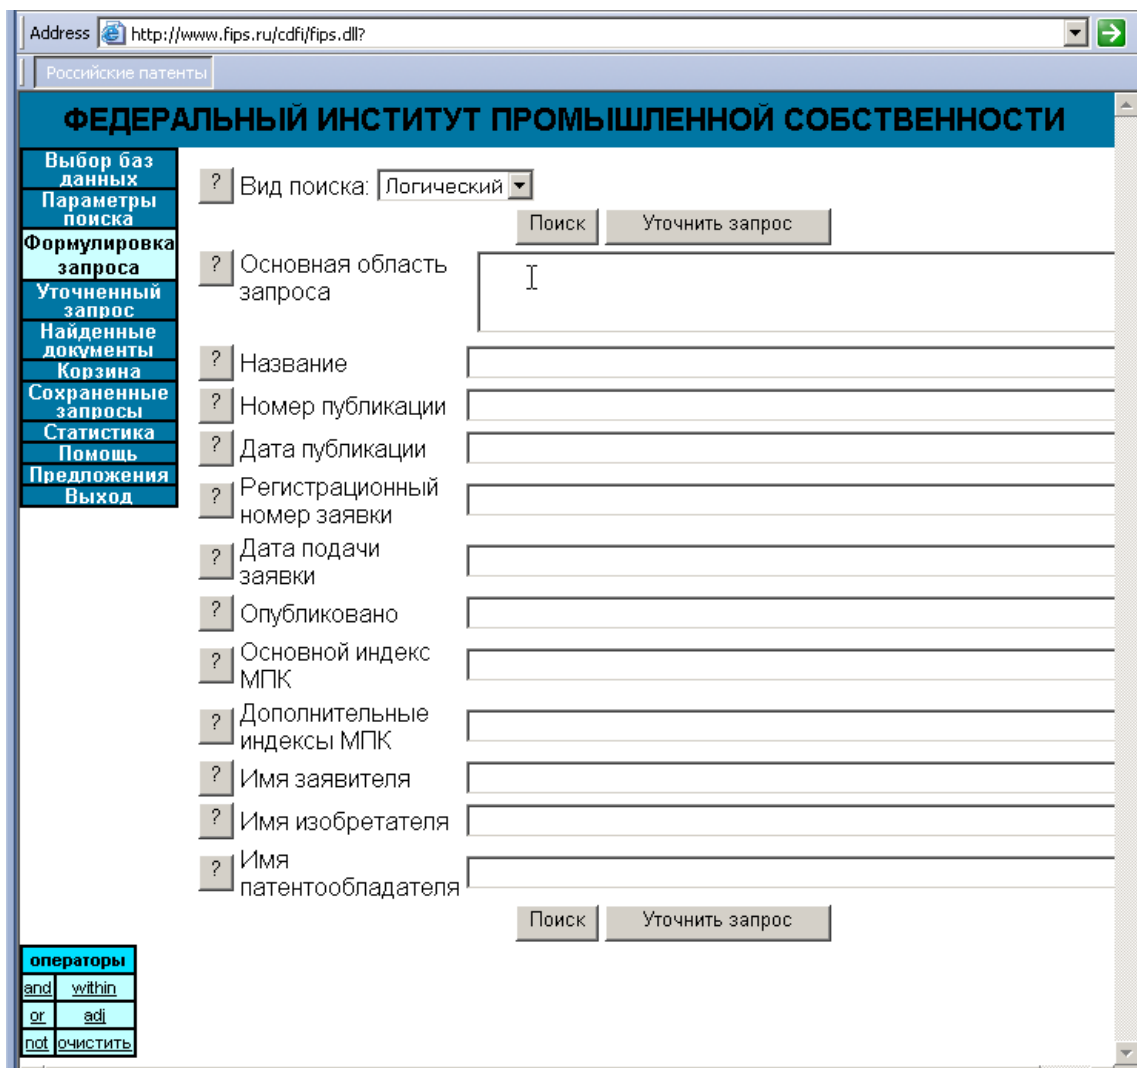 Address http://www.fips.ru/cdfi/fips.dll?
Российские патенты
ФЕДЕРАЛЬНЫЙ ИНСТИТУТ ПРОМЫШЛЕННОЙ СОБСТВЕННОСТИ
Выбор баз
данных
Параметры
поиска
Формулировка
запроса
Уточненный
запрос
Найденные
документы
Корзина
Сохраненные
запросы
Статистика
Помощь
Предложения
Выход
? Вид поиска: Логический
Поиск Уточнить запрос
? Основная область
запроса
? Название
? Номер публикации
? Дата публикации
? Регистрационный
номер заявки
? Дата подачи
заявки
? Опубликовано
? Основной индекс
МПК
? Дополнительные
индексы МПК
? Имя заявителя
? Имя изобретателя
? Имя
патентообладателя
Поиск Уточнить запрос
операторы
and within
or adj
not очистить